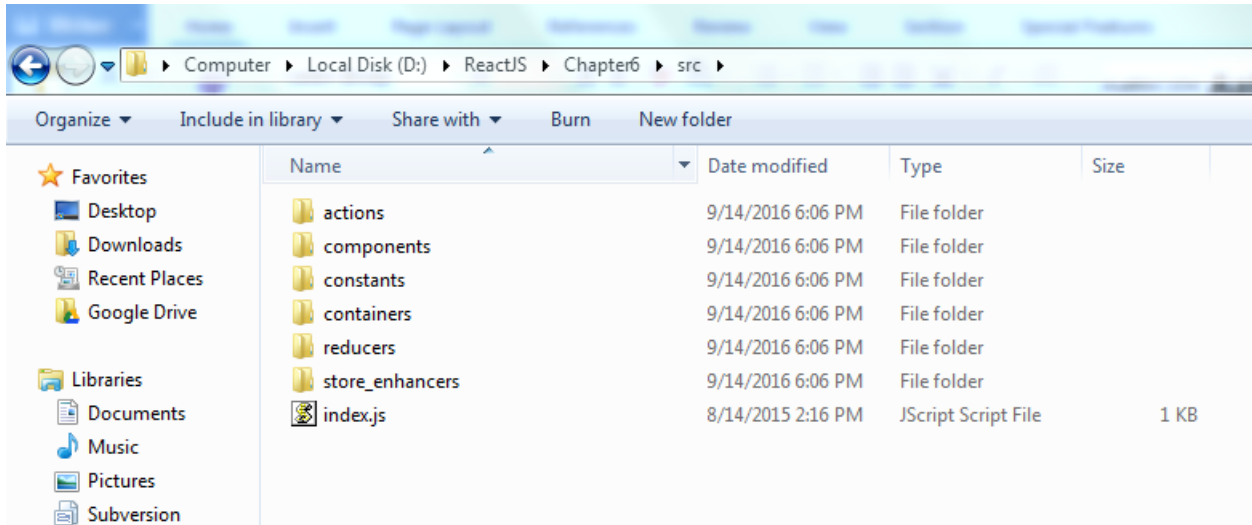 Computer Local Disk (D:) ReactJS Chapter6 src
Organize Include in library Share with Burn New folder
Favorites
Desktop
Downloads
Recent Places
Google Drive
Libraries
Documents
Music
Pictures
Subversion
Name Date modified Type Size
actions 9/14/2016 6:06 PM File folder
components 9/14/2016 6:06 PM File folder
constants 9/14/2016 6:06 PM File folder
containers 9/14/2016 6:06 PM File folder
reducers 9/14/2016 6:06 PM File folder
store_enhancers 9/14/2016 6:06 PM File folder
index.js 8/14/2015 2:16 PM JScript Script File 1 KB